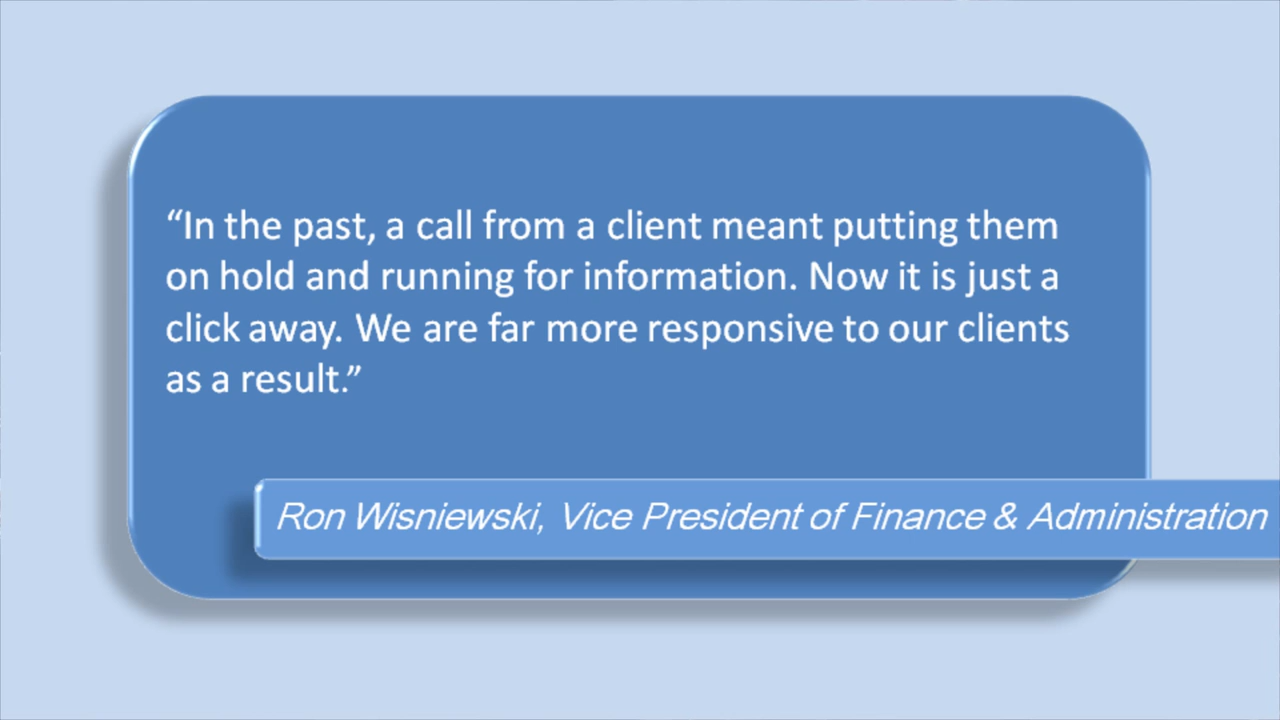 “In the past, a call from a client meant putting them
on hold and running for information. Now it is just a
click away. We are far more responsive to our clients
as a result.”
Ron Wisniewski, Vice President of Finance & Administration